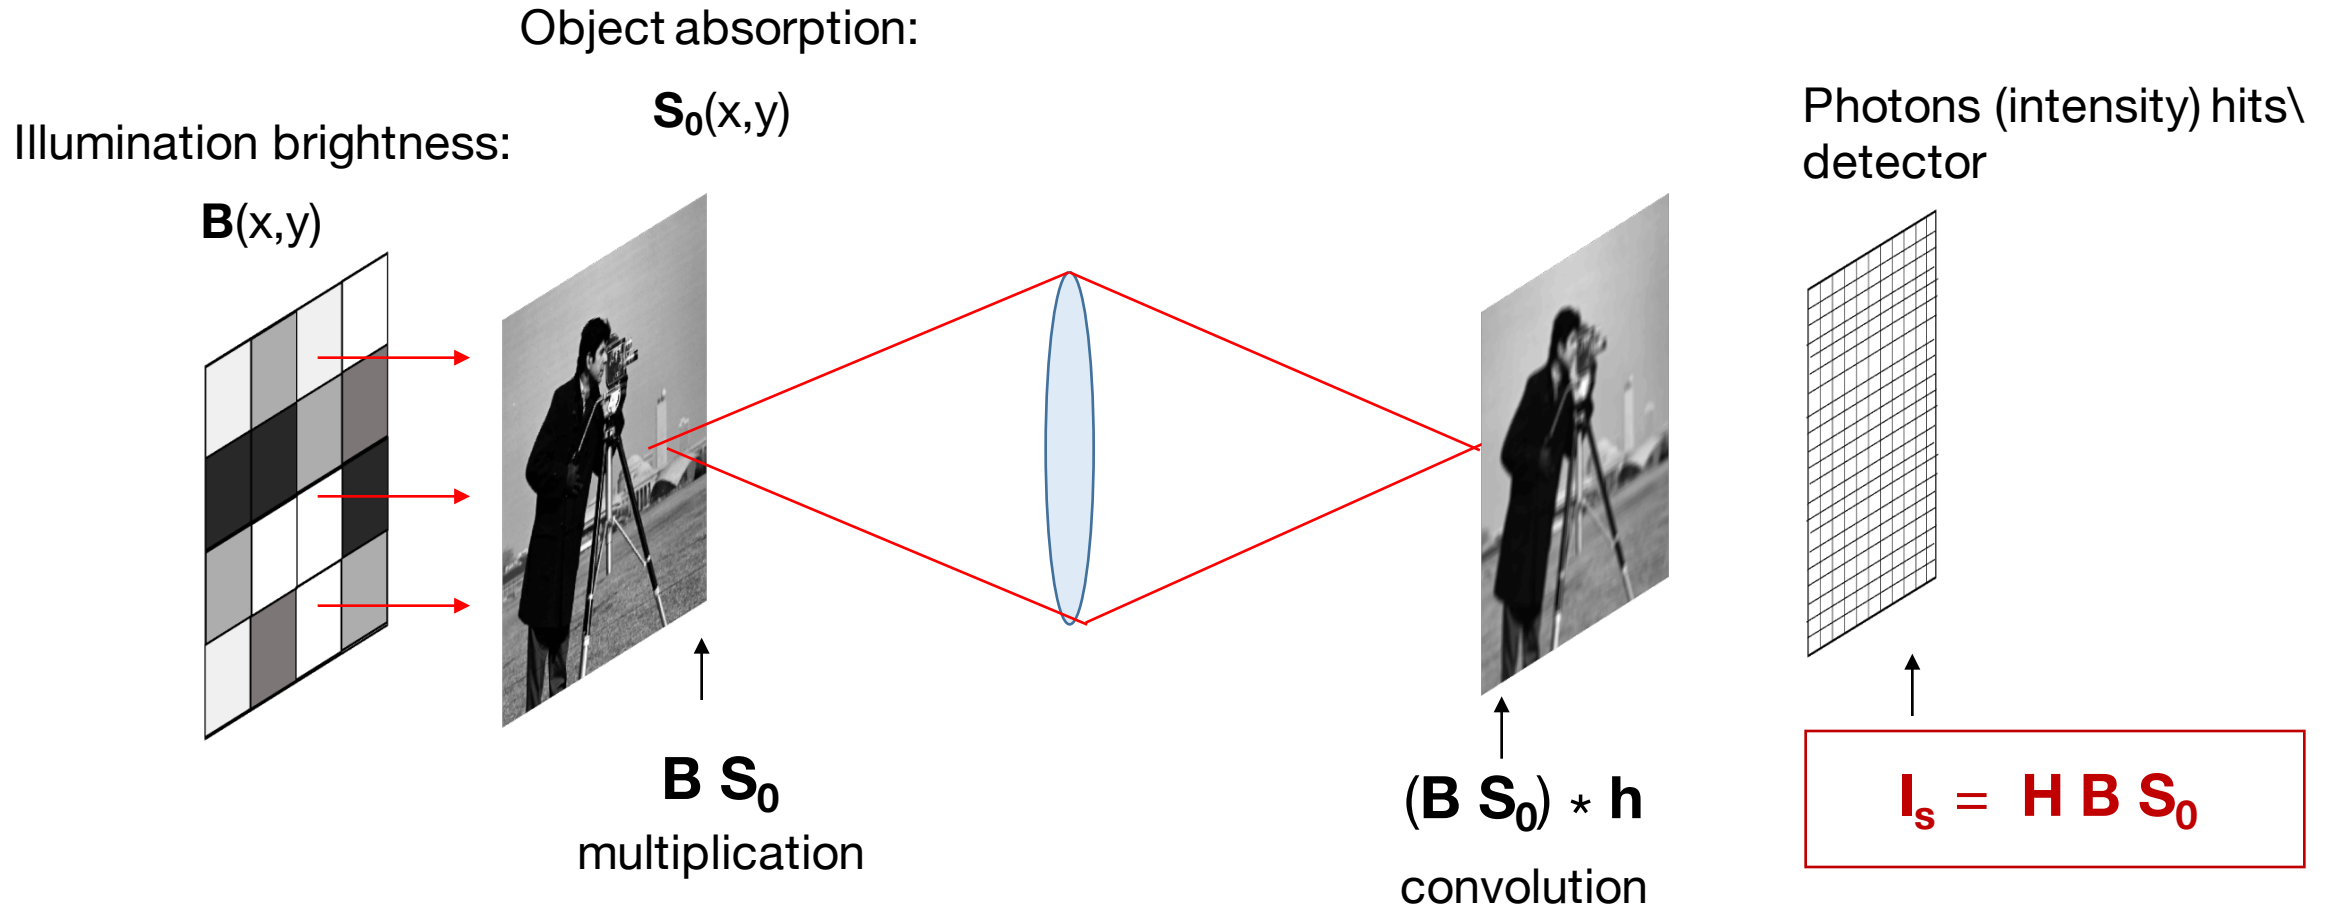 Object absorption:
S₀(x,y)
Illumination brightness:
B(x,y)
Photons (intensity) hits\
detector
B S₀
multiplication
(B S₀) * h
convolution
Iₛ = H B S₀